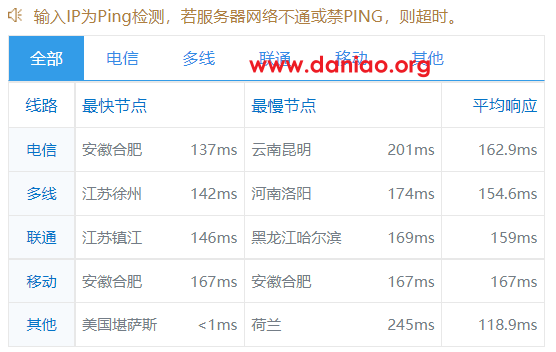 输入IP为Ping检测，若服务器网络不通或禁PING，则超时。
全部 电信 多线 联通 移动 其他
www.daniao.org
线路 最快节点 最慢节点 平均响应
电信 安徽合肥 137ms 云南昆明 201ms 162.9ms
多线 江苏徐州 142ms 河南洛阳 174ms 154.6ms
联通 江苏镇江 146ms 黑龙江哈尔滨 169ms 159ms
移动 安徽合肥 167ms 安徽合肥 167ms 167ms
其他 美国堪萨斯 <1ms 荷兰 245ms 118.9ms